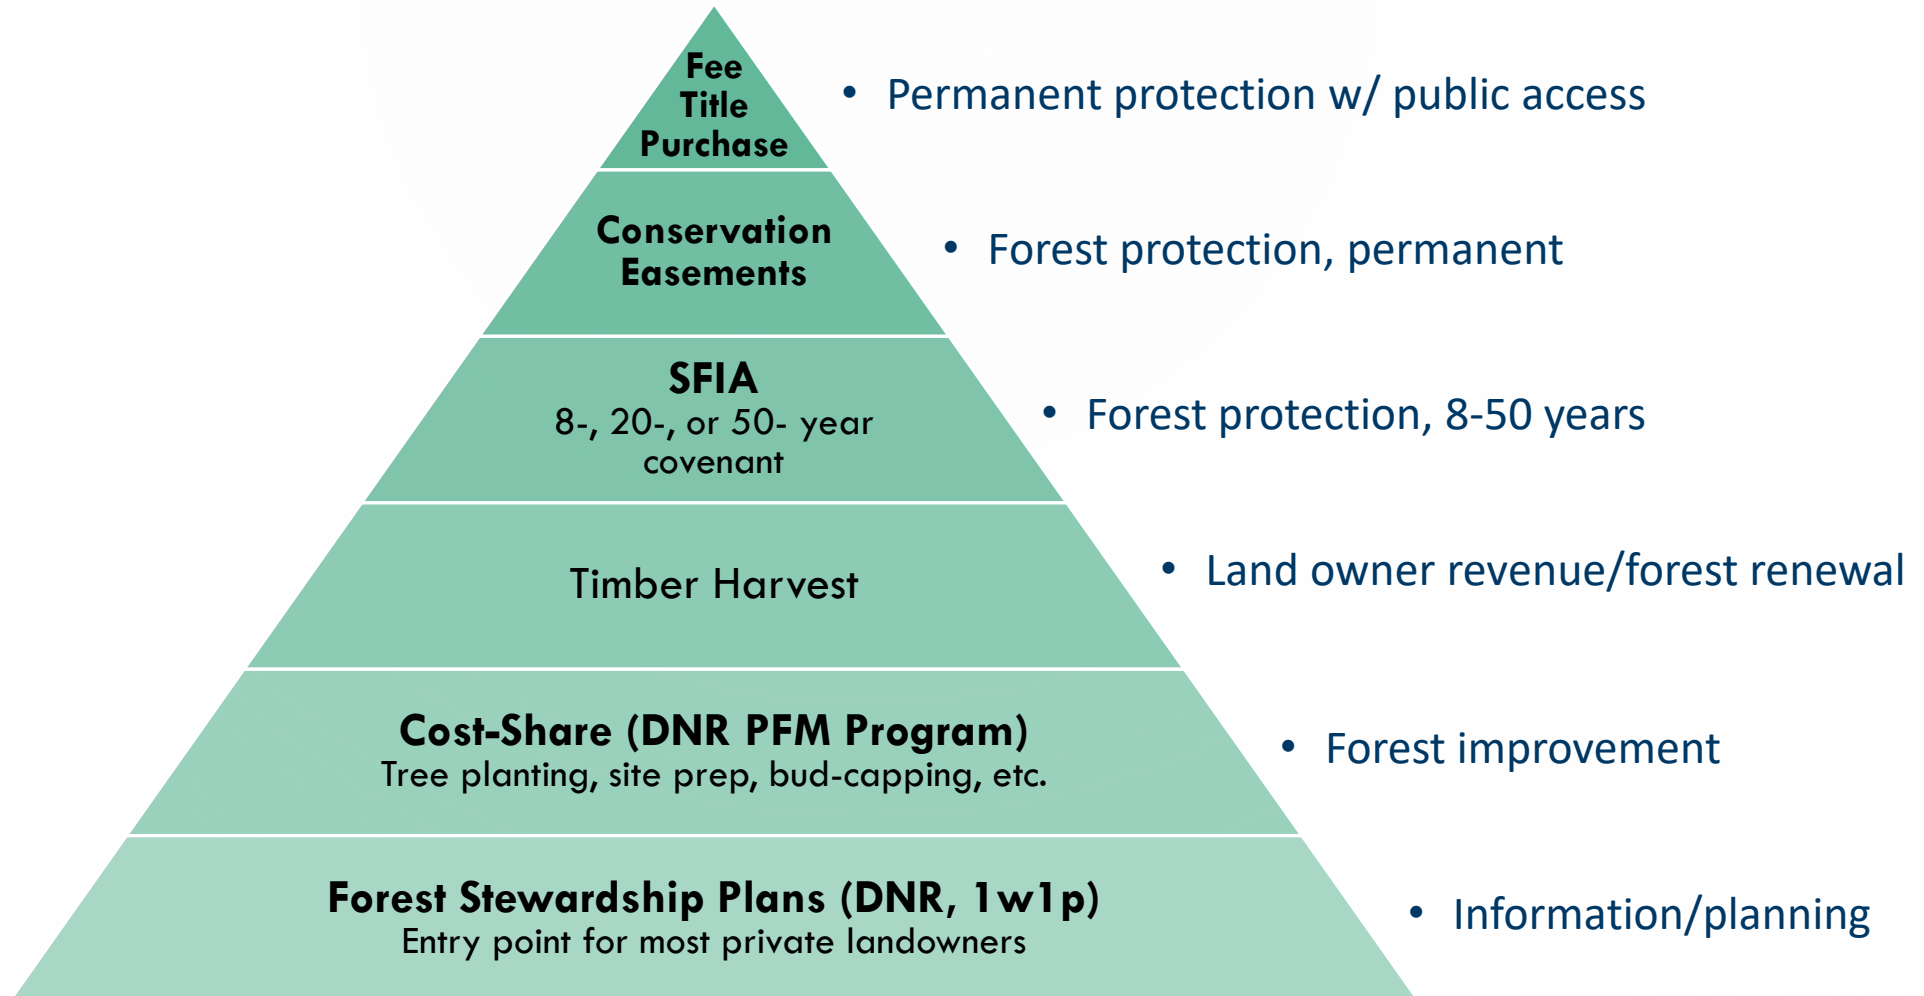 Fee
Title
Purchase
• Permanent protection w/ public access
Conservation
Easements
• Forest protection, permanent
SFIA
8-, 20-, or 50- year
covenant
• Forest protection, 8-50 years
Timber Harvest
• Land owner revenue/forest renewal
Cost-Share (DNR PFM Program)
Tree planting, site prep, bud-capping, etc.
• Forest improvement
Forest Stewardship Plans (DNR, 1w1p)
Entry point for most private landowners
• Information/planning